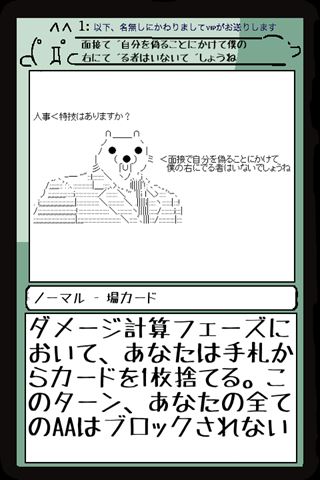 1: 以下、名無しにかわりましてVIPがお送りします
面接で゛自分を偽ることにかけて僕の
右にで゛る者はいないで゛しょうね
人事<特技はありますか?
<面接で自分を偽ることにかけて
僕の右にでる者はいないでしょうね
ノーマル - 場カード
ダメージ計算フェーズに
おいて、あなたは手札か
らカードを1枚捨てる。こ
のターン、あなたの全て
のAAはブロックされない